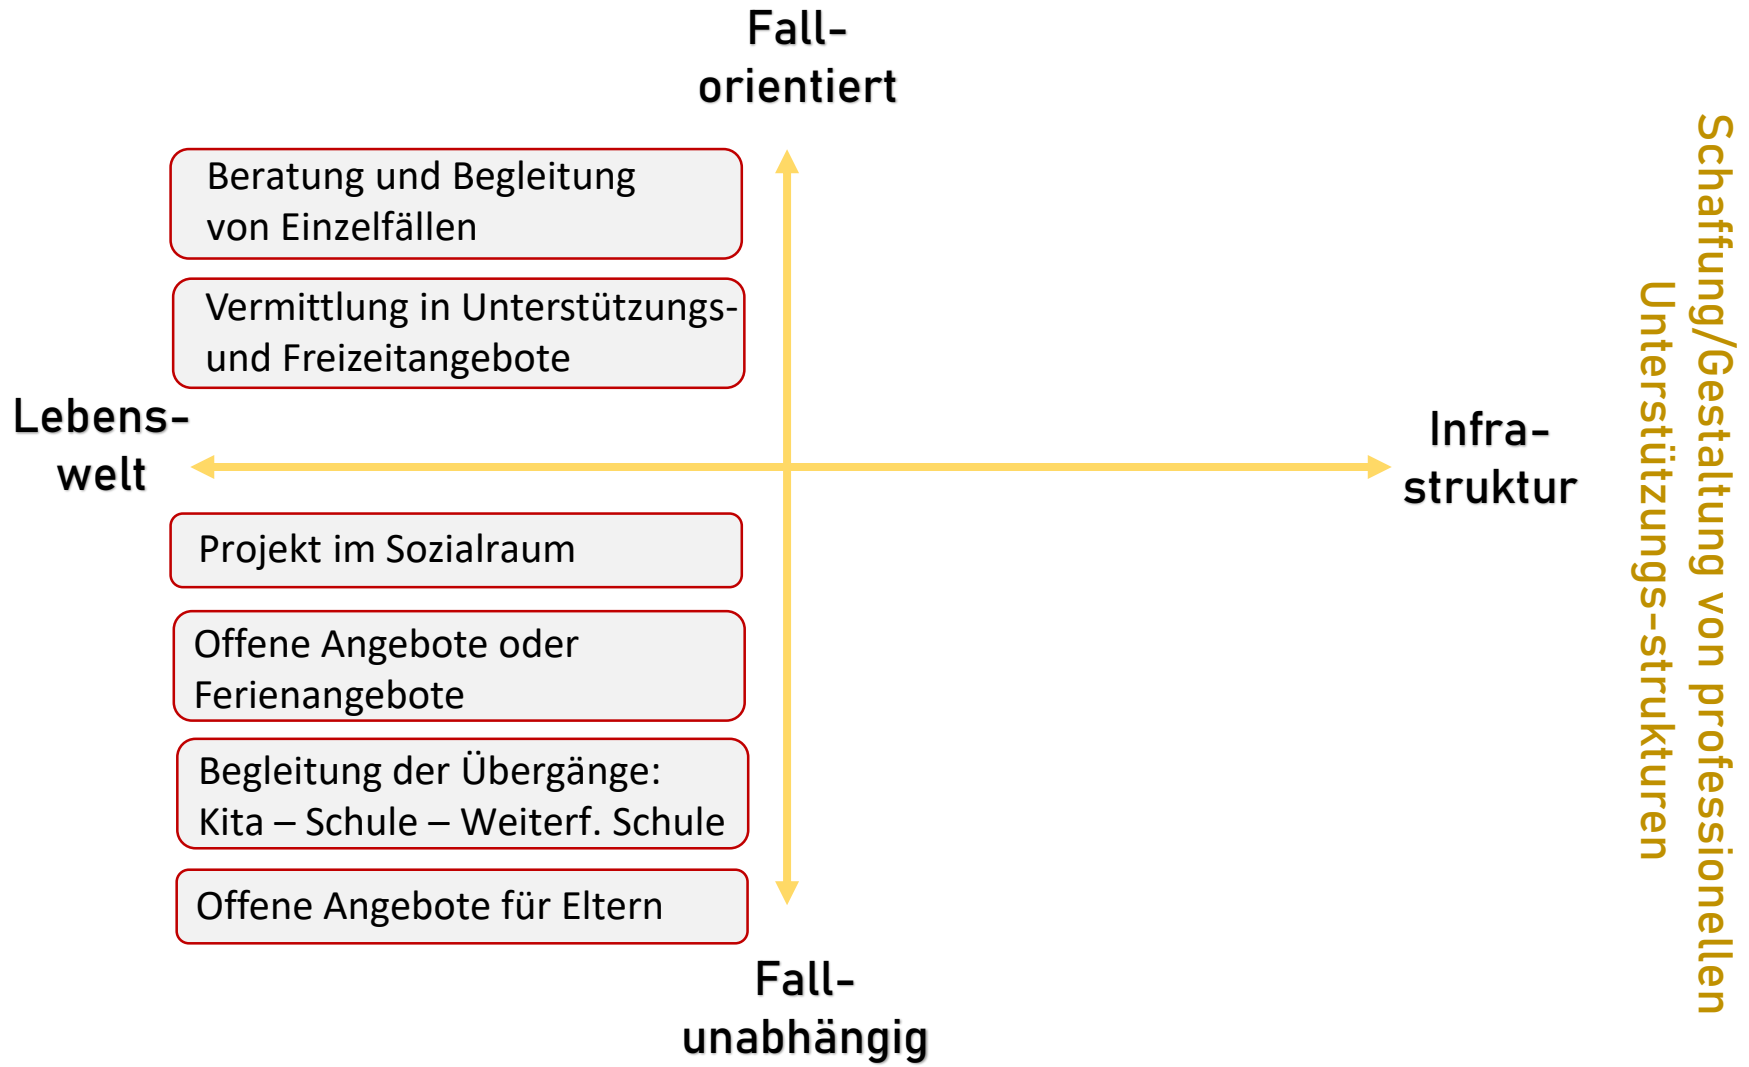 Fall-
orientiert
Beratung und Begleitung
von Einzelfällen
Vermittlung in Unterstützungs-
und Freizeitangebote
Lebens-
welt
Infra-
struktur
Projekt im Sozialraum
Offene Angebote oder
Ferienangebote
Begleitung der Übergänge:
Kita – Schule – Weiterf. Schule
Offene Angebote für Eltern
Fall-
unabhängig
Schaffung/Gestaltung von professionellen
Unterstützungs-strukturen